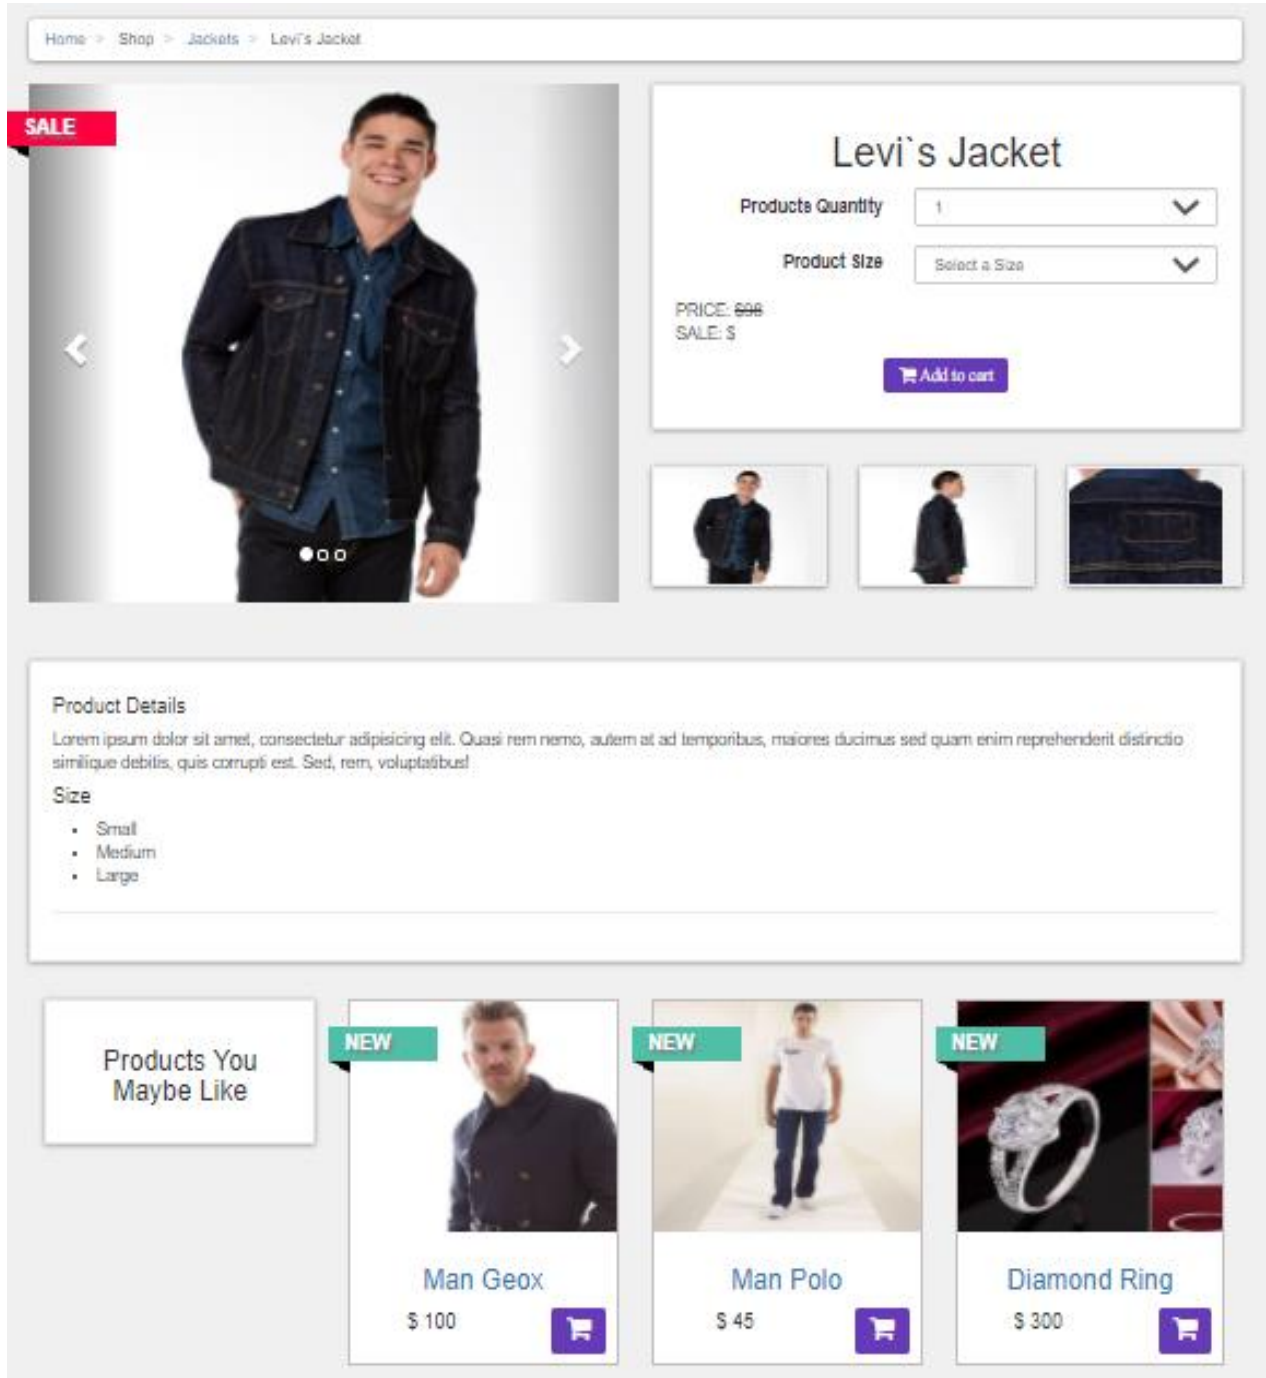 Home > Shop > Jackets > Levi`s Jacket
SALE
Levi`s Jacket
Products Quantity
1
Product Size
Select a Size
PRICE: $98
SALE: $
Add to cart
Product Details
Lorem ipsum dolor sit amet, consectetur adipisicing elit. Quasi rem nemo, autem at ad temporibus, maiores ducimus sed quam enim reprehenderit distinctio
similique debitis, quis corrupti est. Sed, rem, voluptatibus!
Size
Small
Medium
Large
Products You
Maybe Like
NEW
Man Geox
$ 100
NEW
Man Polo
$ 45
NEW
Diamond Ring
$ 300